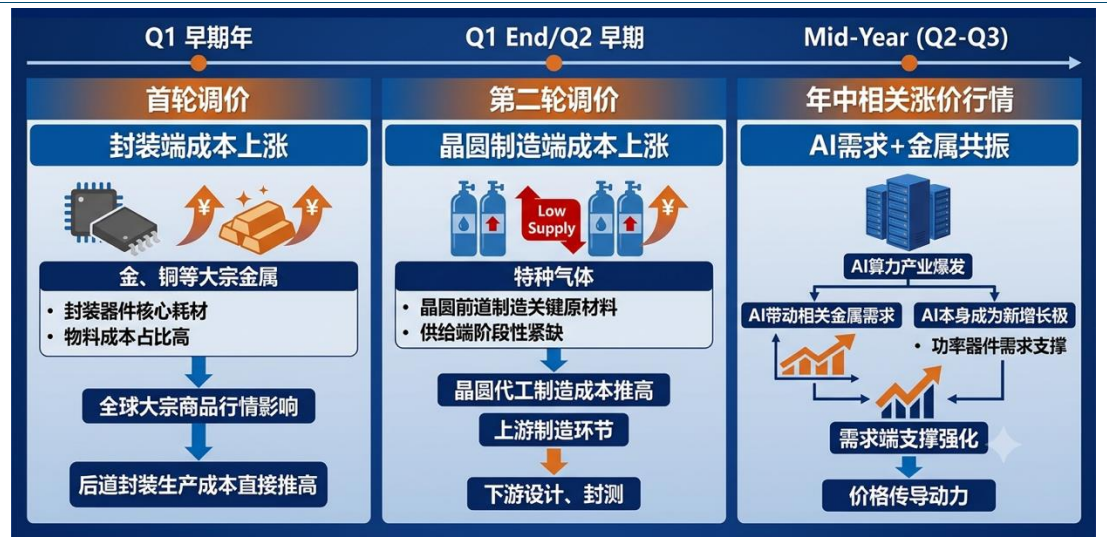 Q1 早期年
Q1 End/Q2 早期
Mid-Year (Q2-Q3)
首轮调价
封装端成本上涨
¥
¥
金、铜等大宗金属
• 封装器件核心耗材
• 物料成本占比高
全球大宗商品行情影响
后道封装生产成本直接推高
第二轮调价
晶圆制造端成本上涨
Low
Supply
¥
特种气体
• 晶圆前道制造关键原材料
• 供给端阶段性紧缺
晶圆代工制造成本推高
上游制造环节
下游设计、封测
年中相关涨价行情
AI需求+金属共振
AI算力产业爆发
AI带动相关金属需求
AI本身成为新增长极
• 功率器件需求支撑
需求端支撑强化
价格传导动力